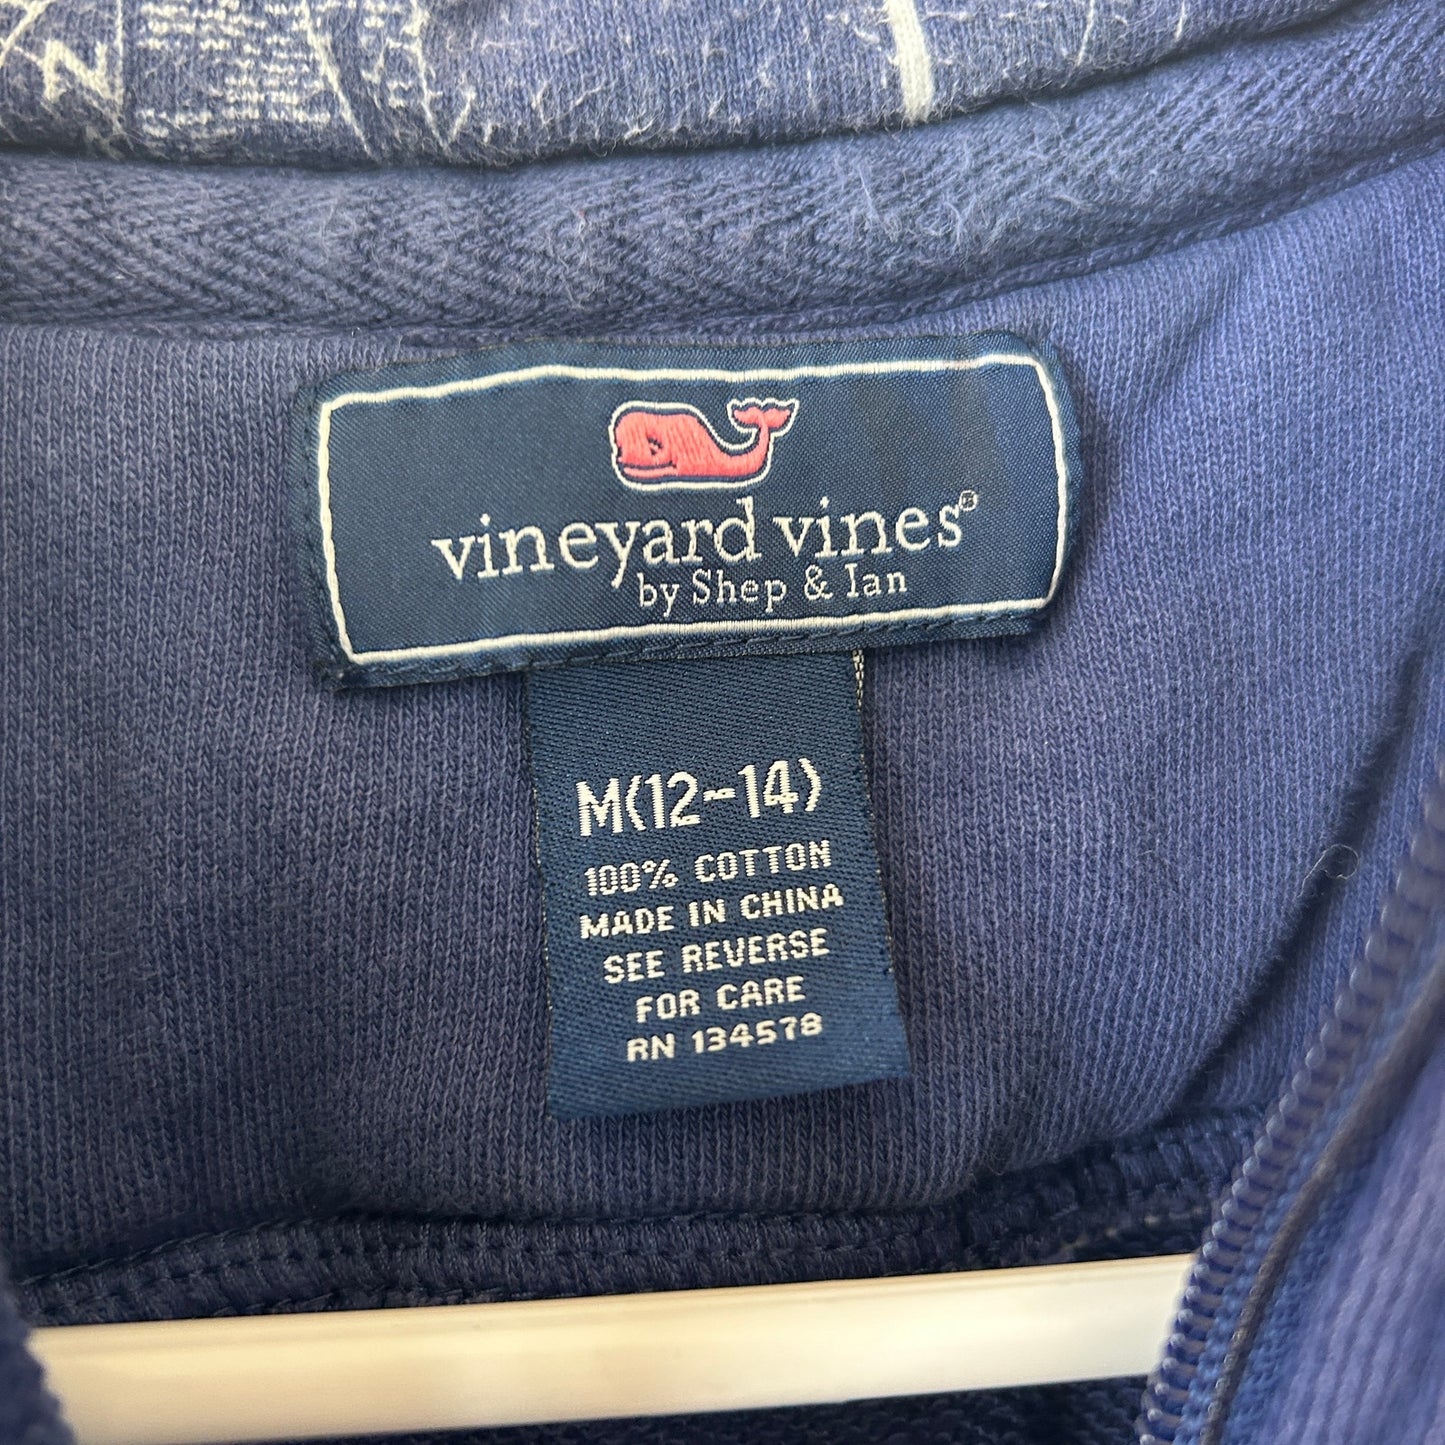 N
vineyard vines®
by Shep & Ian
M(12-14)
100% COTTON
MADE IN CHINA
SEE REVERSE
FOR CARE
RN 134578